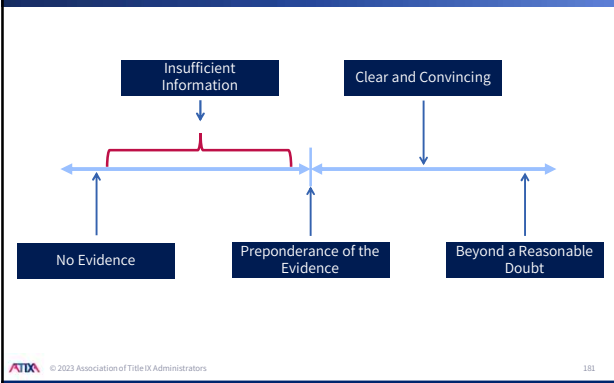 Insufficient
Information
Clear and Convincing
No Evidence
Preponderance of the
Evidence
Beyond a Reasonable
Doubt
ATIXA © 2023 Association of Title IX Administrators
181